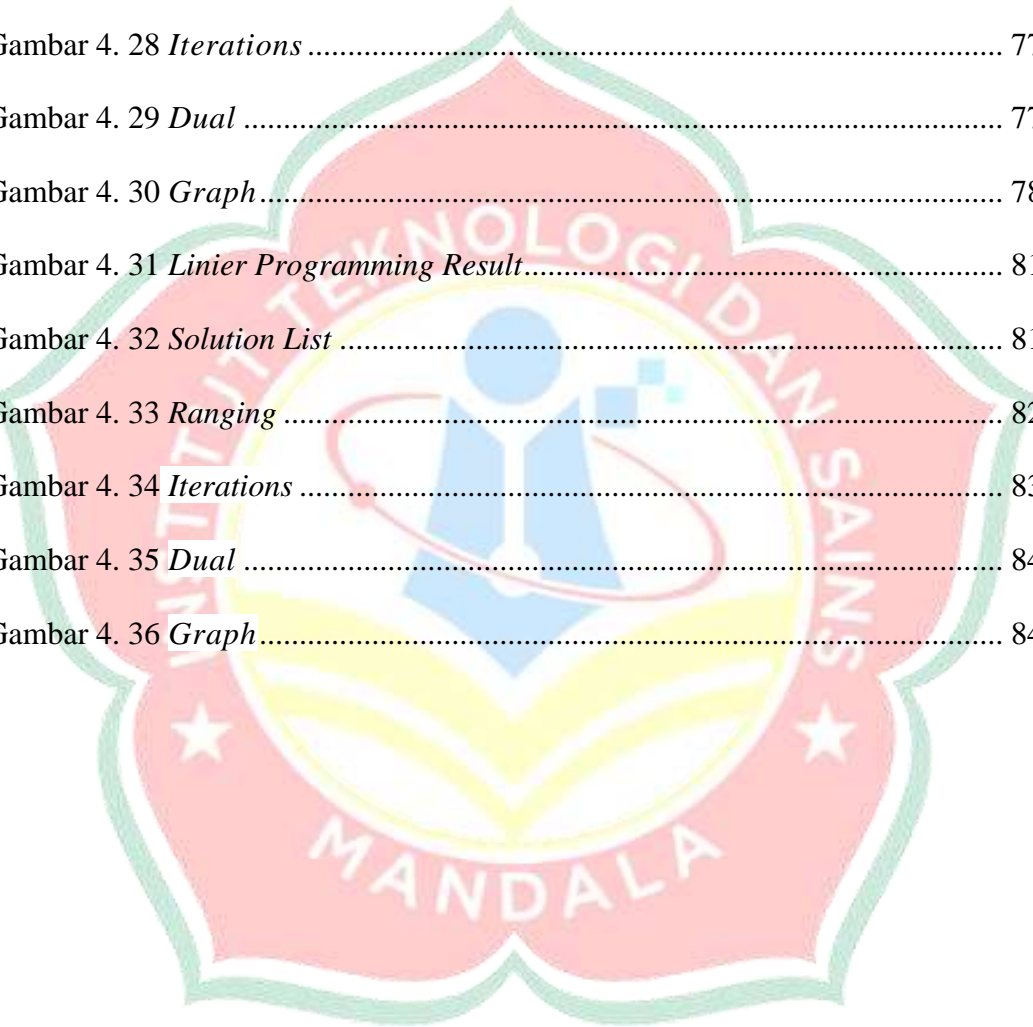 Gambar 4. 28 Iterations ........................................................................................ 77
Gambar 4. 29 Dual ................................................................................................ 77
Gambar 4. 30 Graph .............................................................................................. 78
Gambar 4. 31 Linier Programming Result ............................................................. 81
Gambar 4. 32 Solution List .................................................................................... 81
Gambar 4. 33 Ranging ........................................................................................... 82
Gambar 4. 34 Iterations ......................................................................................... 83
Gambar 4. 35 Dual ................................................................................................ 84
Gambar 4. 36 Graph .............................................................................................. 84
INSTITUT TEKNOLOGI DAN SAINS
MANDALA